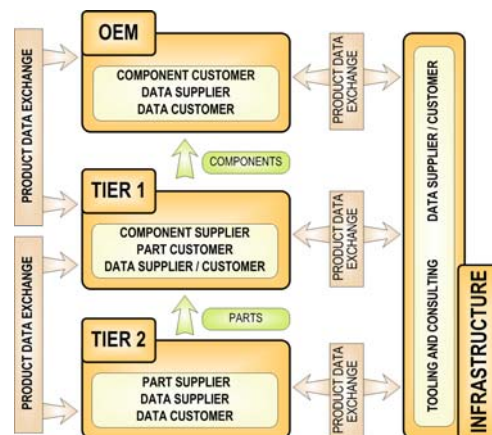 OEM
COMPONENT CUSTOMER
DATA SUPPLIER
DATA CUSTOMER
PRODUCT DATA EXCHANGE
PRODUCT DATA
EXCHANGE
COMPONENTS
TIER 1
COMPONENT SUPPLIER
PART CUSTOMER
DATA SUPPLIER / CUSTOMER
PRODUCT DATA
EXCHANGE
PARTS
PRODUCT DATA EXCHANGE
TIER 2
PART SUPPLIER
DATA SUPPLIER
DATA CUSTOMER
PRODUCT DATA
EXCHANGE
TOOLING AND CONSULTING
DATA SUPPLIER / CUSTOMER
INFRASTRUCTURE